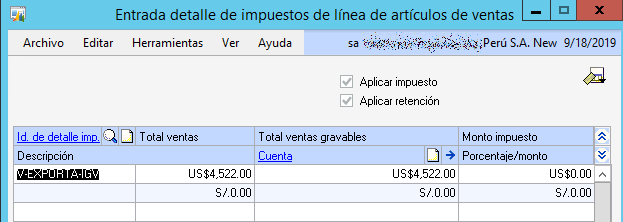 Entrada detalle de impuestos de línea de artículos de ventas
Archivo Editar Herramientas Ver Ayuda sa Perú S.A. New 9/18/2019
Aplicar impuesto
Aplicar retención
Id. de detalle imp. Total ventas Total ventas gravables Monto impuesto
Descripción Cuenta Porcentaje/monto
V-EXPORTA-IGV US$4,522.00 US$4,522.00 US$0.00
S/.0.00 S/.0.00 S/.0.00